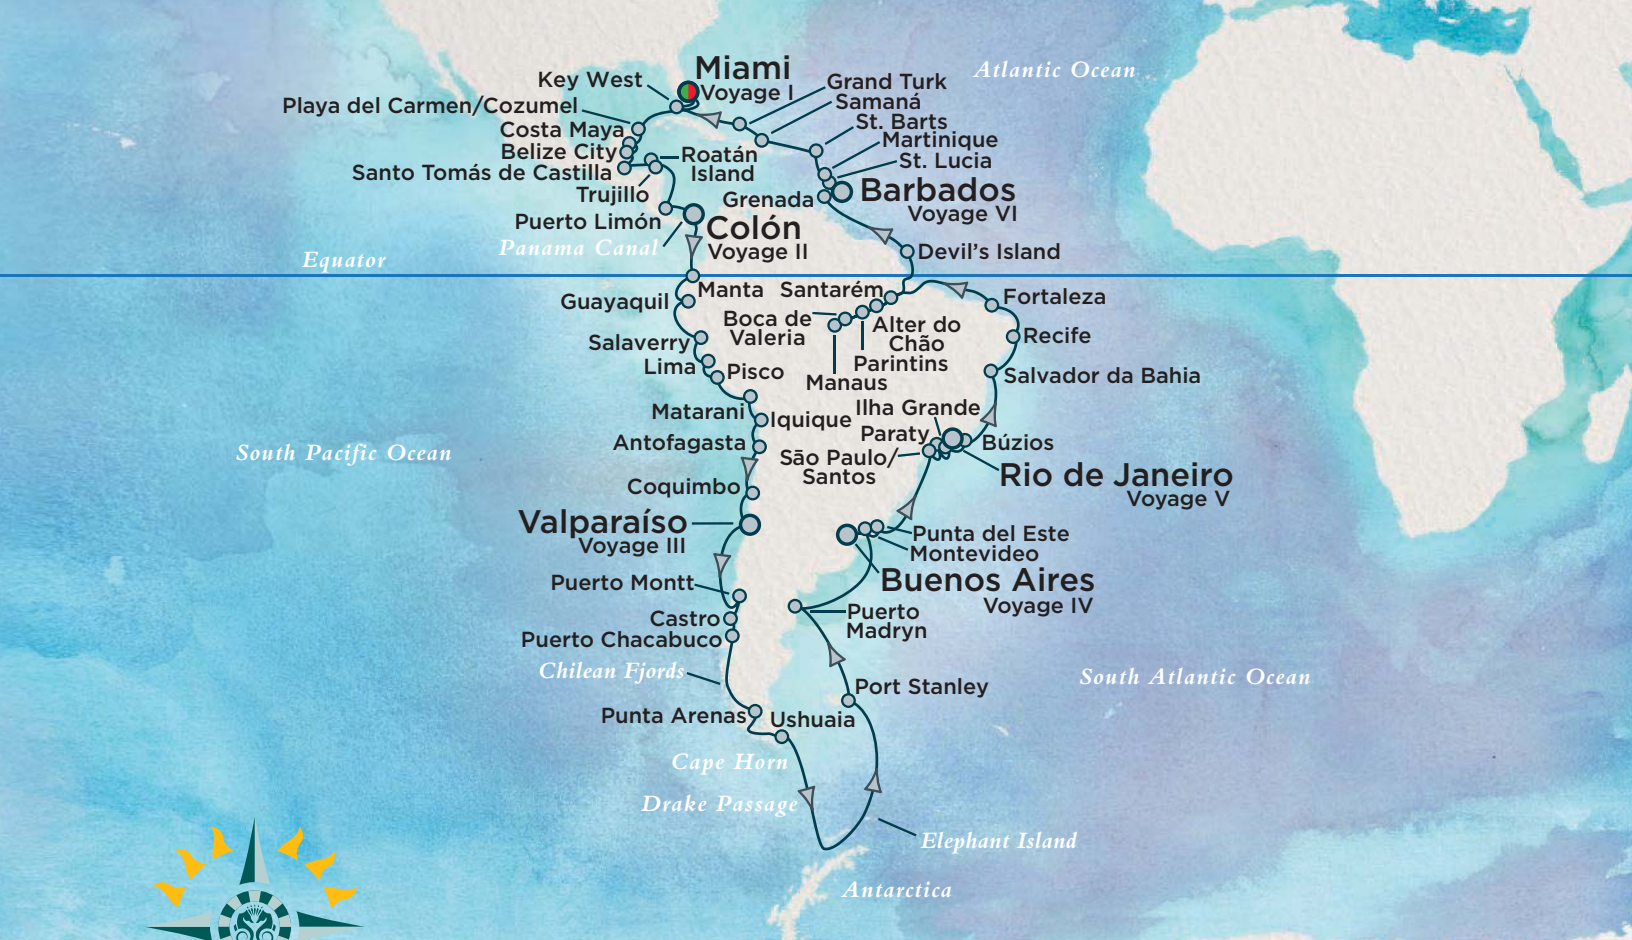 Miami
Voyage I
Atlantic Ocean
Key West
Grand Turk
Playa del Carmen/Cozumel
Samaná
St. Barts
Costa Maya
Martinique
Belize City
Roatán
Island
St. Lucia
Santo Tomás de Castilla
Barbados
Voyage VI
Trujillo
Grenada
Puerto Limón
Colón
Voyage II
Panama Canal
Devil's Island
Equator
Manta
Santarém
Guayaquil
Fortaleza
Boca de
Valeria
Alter do
Chão
Salaverry
Recife
Parintins
Lima
Pisco
Manaus
Salvador da Bahia
Matarani
Iquique
Ilha Grande
Antofagasta
Paraty
Búzios
South Pacific Ocean
São Paulo/
Santos
Rio de Janeiro
Voyage V
Coquimbo
Valparaíso
Voyage III
Punta del Este
Montevideo
Puerto Montt
Buenos Aires
Voyage IV
Castro
Puerto
Madryn
Puerto Chacabuco
Chilean Fjords
South Atlantic Ocean
Port Stanley
Punta Arenas
Ushuaia
Cape Horn
Drake Passage
Elephant Island
Antarctica